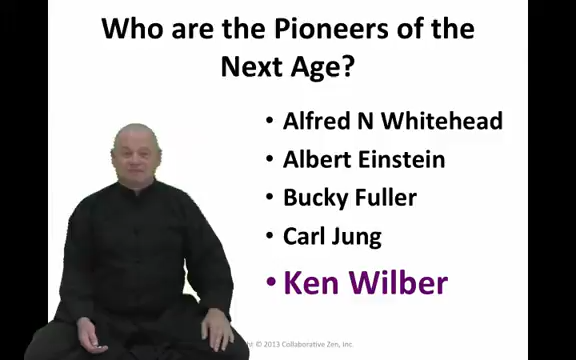 Who are the Pioneers of the
Next Age?
• Alfred N Whitehead
• Albert Einstein
• Bucky Fuller
• Carl Jung
• Ken Wilber
© 2013 Collaborative Zen, Inc.